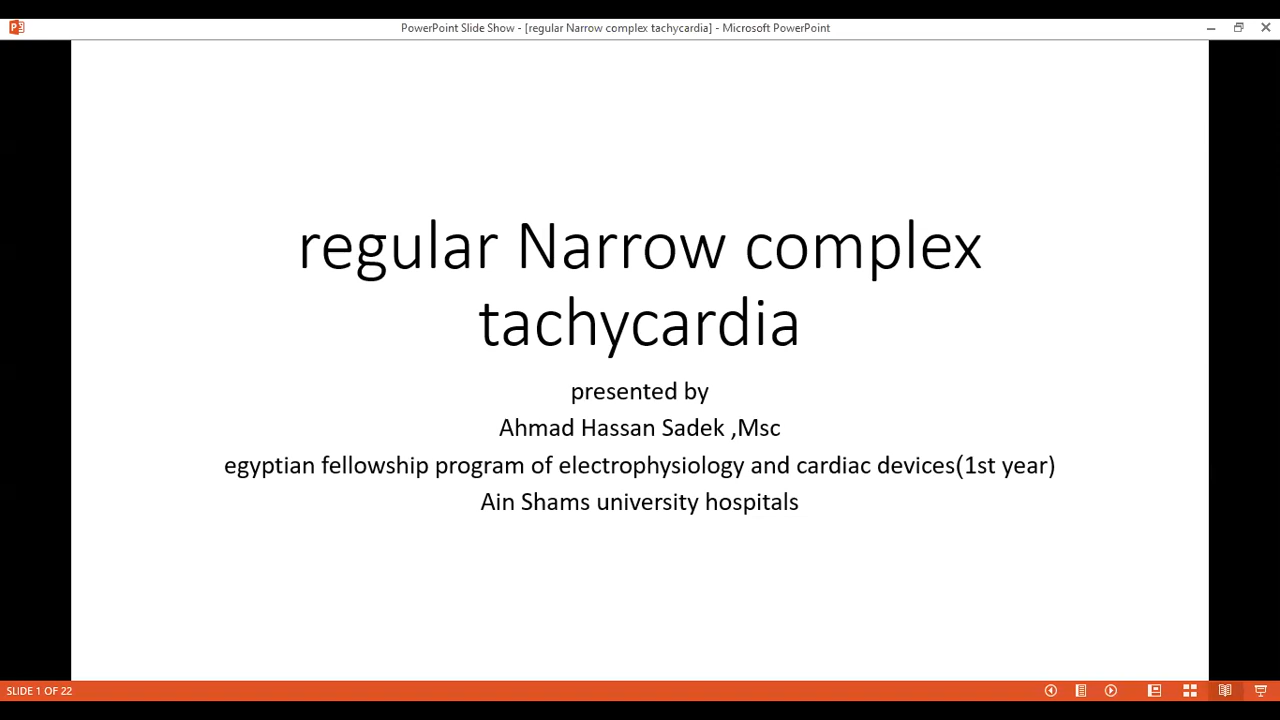 PowerPoint Slide Show - [regular Narrow complex tachycardia] - Microsoft PowerPoint
regular Narrow complex
tachycardia
presented by
Ahmad Hassan Sadek ,Msc
egyptian fellowship program of electrophysiology and cardiac devices(1st year)
Ain Shams university hospitals
SLIDE 1 OF 22